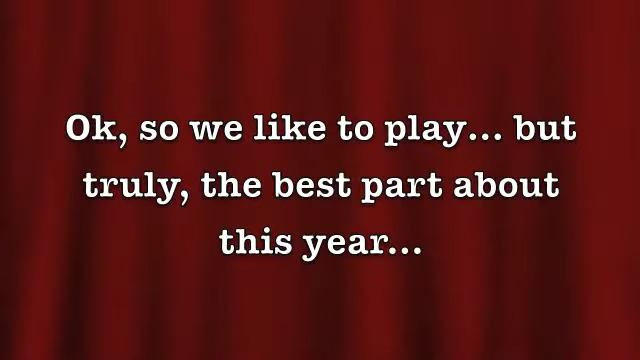 Ok, so we like to play... but
truly, the best part about
this year...